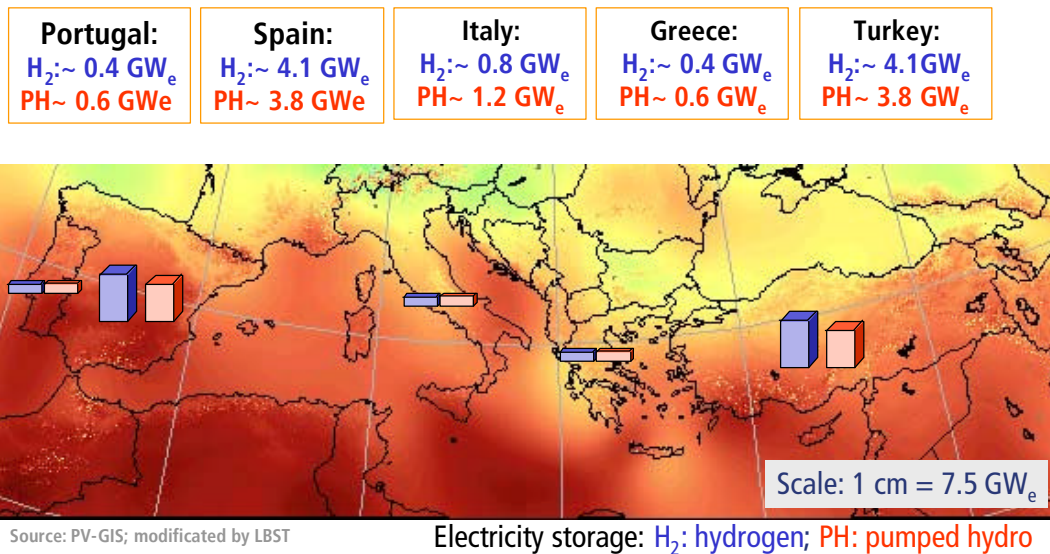 Portugal:
H₂:~ 0.4 GWₑ
PH~ 0.6 GWe
Spain:
H₂:~ 4.1 GWₑ
PH~ 3.8 GWe
Italy:
H₂:~ 0.8 GWₑ
PH~ 1.2 GWₑ
Greece:
H₂:~ 0.4 GWₑ
PH~ 0.6 GWₑ
Turkey:
H₂:~ 4.1GWₑ
PH~ 3.8 GWₑ
Scale: 1 cm = 7.5 GWₑ
Source: PV-GIS; modificated by LBST
Electricity storage: H₂: hydrogen; PH: pumped hydro